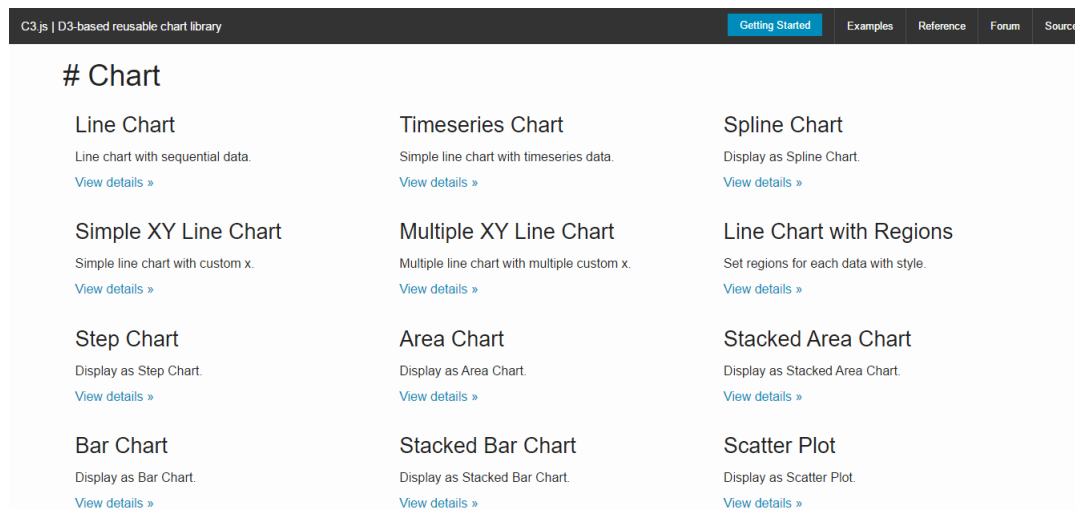 C3.js | D3-based reusable chart library
Getting Started
Examples
Reference
Forum
Source
# Chart
Line Chart
Line chart with sequential data.
View details »
Timeseries Chart
Simple line chart with timeseries data.
View details »
Spline Chart
Display as Spline Chart.
View details »
Simple XY Line Chart
Simple line chart with custom x.
View details »
Multiple XY Line Chart
Multiple line chart with multiple custom x.
View details »
Line Chart with Regions
Set regions for each data with style.
View details »
Step Chart
Display as Step Chart.
View details »
Area Chart
Display as Area Chart.
View details »
Stacked Area Chart
Display as Stacked Area Chart.
View details »
Bar Chart
Display as Bar Chart.
View details »
Stacked Bar Chart
Display as Stacked Bar Chart.
View details »
Scatter Plot
Display as Scatter Plot.
View details »